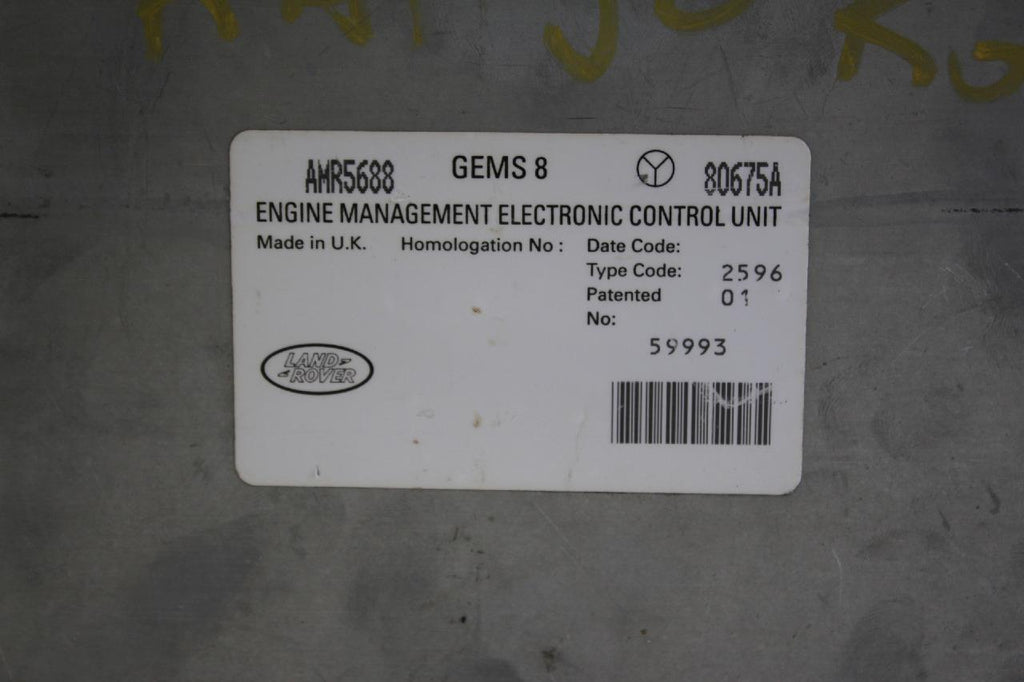 AMR5688 GEMS 8 80675A
ENGINE MANAGEMENT ELECTRONIC CONTROL UNIT
Made in U.K. Homologation No : Date Code:
Type Code: 2596
Patented 01
No:
59993
LAND
ROVER